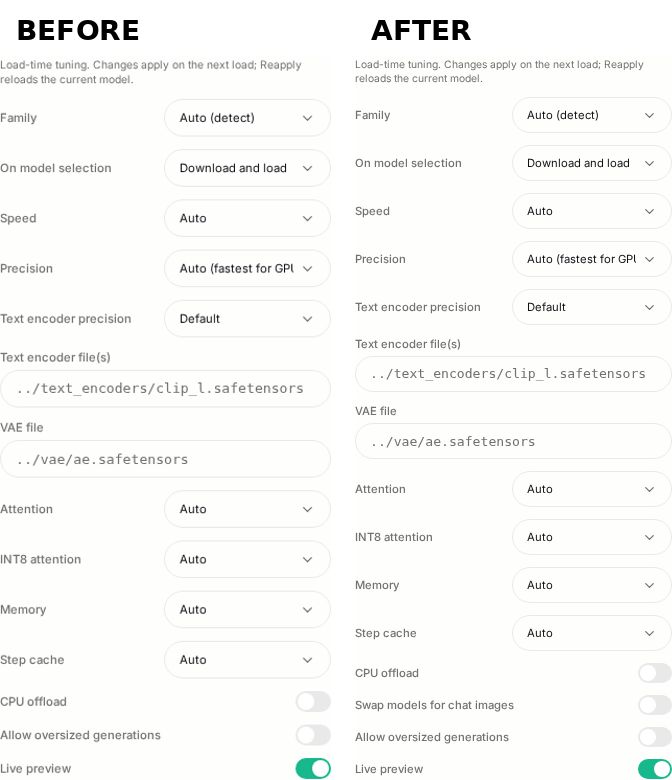 BEFORE
Load-time tuning. Changes apply on the next load; Reapply
reloads the current model.
Family
Auto (detect)
On model selection
Download and load
Speed
Auto
Precision
Auto (fastest for GPU
Text encoder precision
Default
Text encoder file(s)
../text_encoders/clip_l.safetensors
VAE file
../vae/ae.safetensors
Attention
Auto
INT8 attention
Auto
Memory
Auto
Step cache
Auto
CPU offload
Allow oversized generations
Live preview
AFTER
Load-time tuning. Changes apply on the next load; Reapply
reloads the current model.
Family
Auto (detect)
On model selection
Download and load
Speed
Auto
Precision
Auto (fastest for GPU
Text encoder precision
Default
Text encoder file(s)
../text_encoders/clip_l.safetensors
VAE file
../vae/ae.safetensors
Attention
Auto
INT8 attention
Auto
Memory
Auto
Step cache
Auto
CPU offload
Swap models for chat images
Allow oversized generations
Live preview